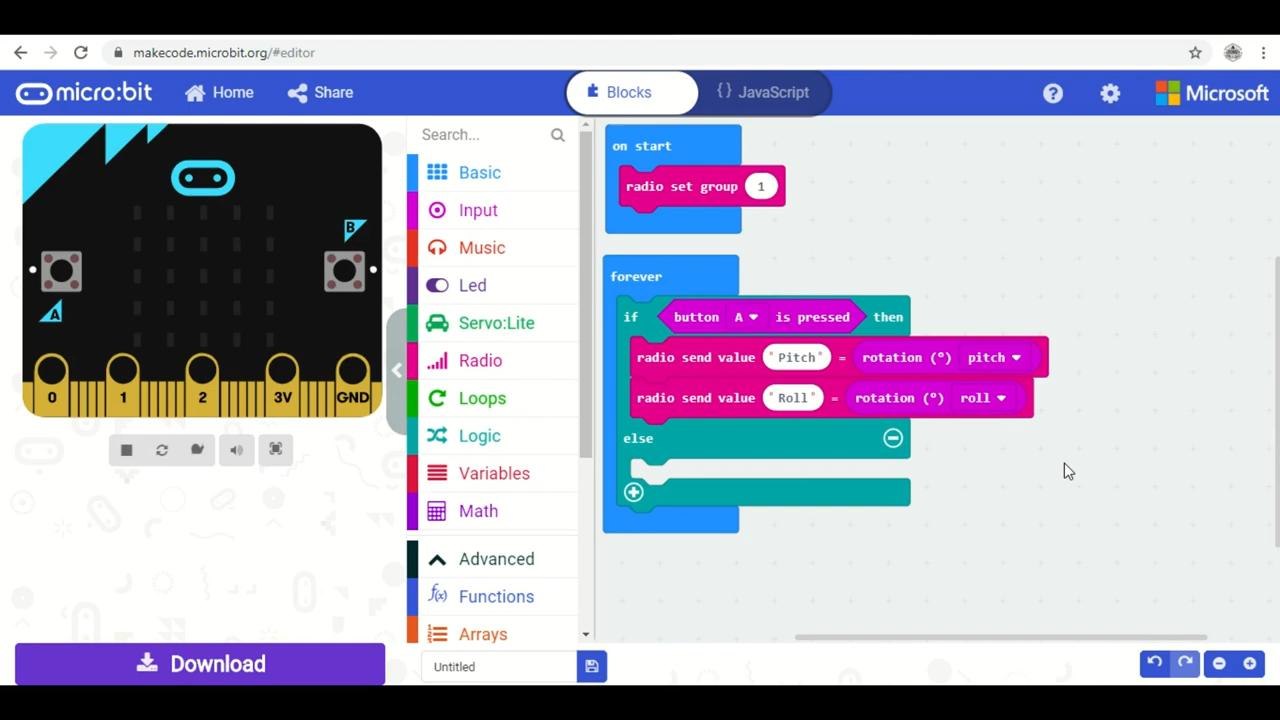 makecode.microbit.org/#editor
micro:bit
Home
Share
Blocks
{} JavaScript
Microsoft
B
A
0 1 2 3V GND
Download
Search...
Basic
Input
Music
Led
Servo:Lite
Radio
Loops
Logic
Variables
Math
Advanced
Functions
Arrays
Untitled
on start
radio set group 1
forever
if button A is pressed then
radio send value "Pitch" = rotation (°) pitch
radio send value "Roll" = rotation (°) roll
else